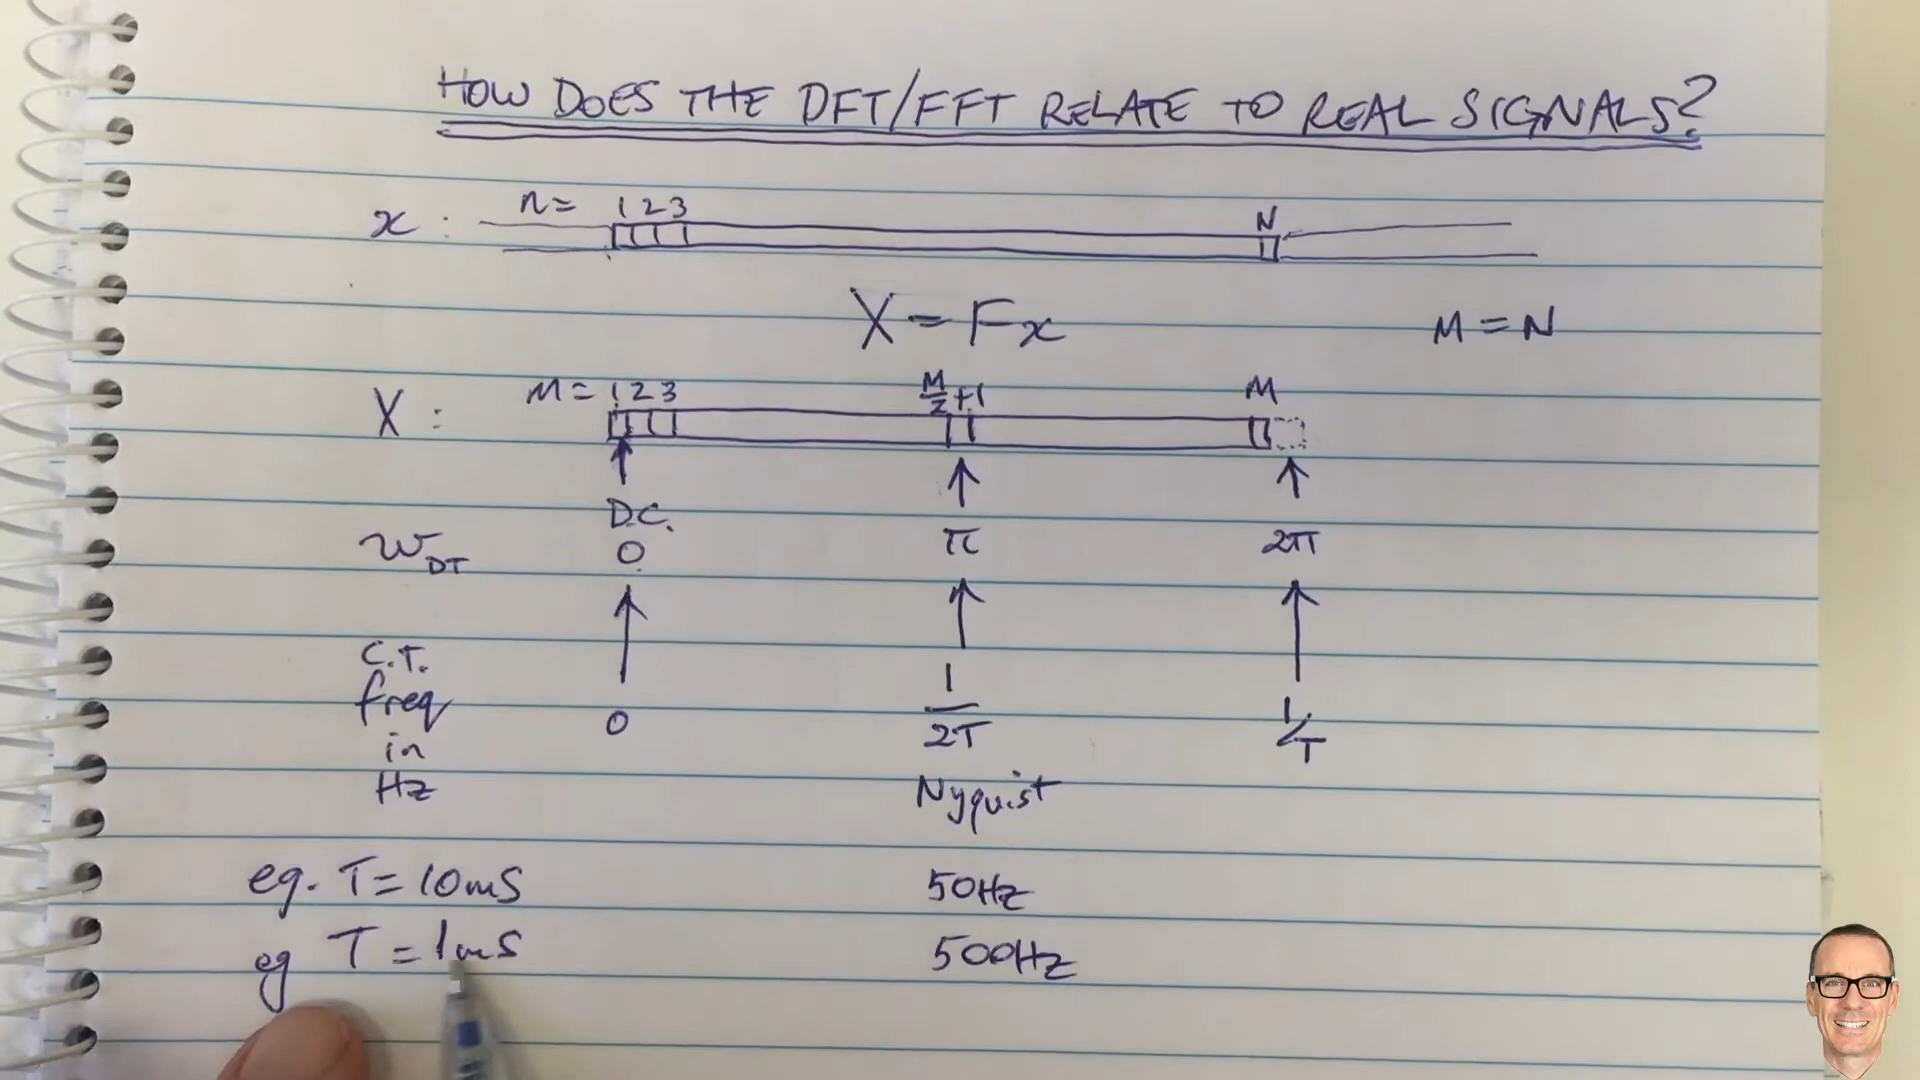 HOW DOES THE DFT/FFT RELATE TO REAL SIGNALS?
x : n = 1 2 3 N
X = Fx M = N
X : M = 1 2 3 M/2 + 1 M
D.C.
ω_DT 0 π 2π
C.T.
freq
in
Hz
0 1/2T 1/T
Nyquist
eg. T = 10mS 50Hz
eg T = 1mS 500Hz